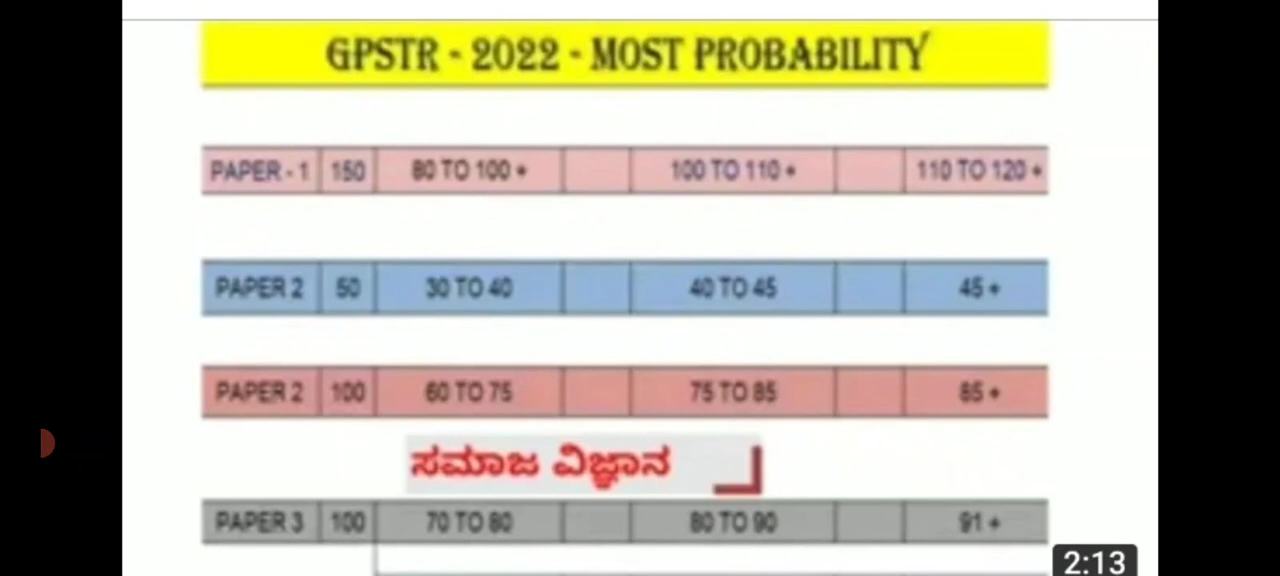 GPSTR - 2022 - MOST PROBABILITY
PAPER - 1 150 80 TO 100 + 100 TO 110 + 110 TO 120 +
PAPER 2 50 30 TO 40 40 TO 45 45 +
PAPER 2 100 60 TO 75 75 TO 85 85 +
ಸಮಾಜ ವಿಜ್ಞಾನ
PAPER 3 100 70 TO 80 80 TO 90 91 +
2:13